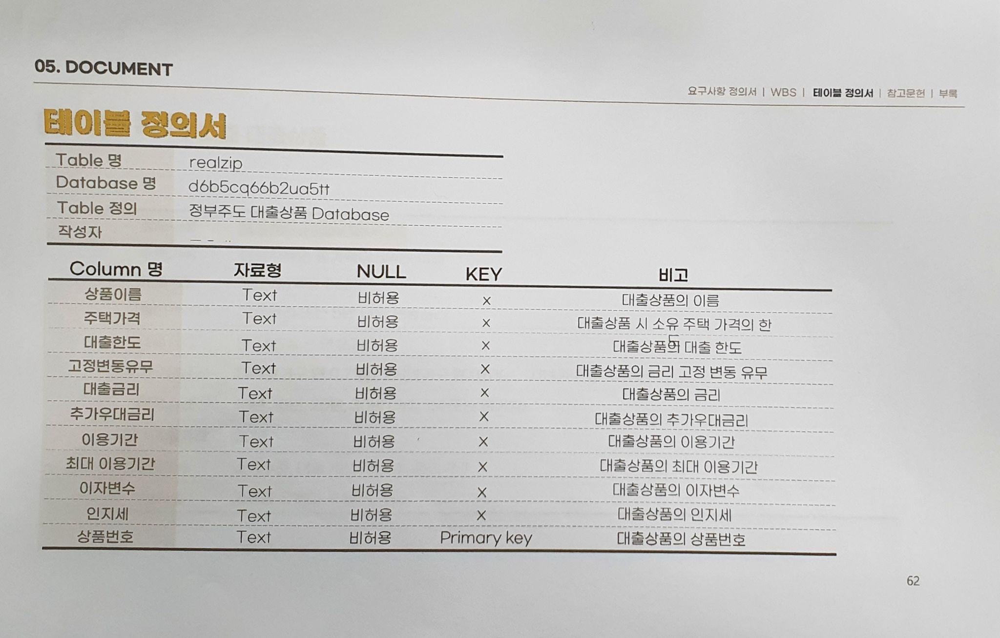 05. DOCUMENT
요구사항 정의서 | WBS | 테이블 정의서 | 참고문헌 | 부록
테이블 정의서
Table 명 realzip
Database 명 d6b5cq66b2ua5tt
Table 정의 정부주도 대출상품 Database
작성자
Column 명 자료형 NULL KEY 비고
상품이름 Text 비허용 x 대출상품의 이름
주택가격 Text 비허용 x 대출상품 시 소유 주택 가격의 한
도
대출한도 Text 비허용 x 대출상품의 대출 한도
고정변동유무 Text 비허용 x 대출상품의 금리 고정 변동 유무
대출금리 Text 비허용 x 대출상품의 금리
추가우대금리 Text 비허용 x 대출상품의 추가우대금리
이용기간 Text 비허용 x 대출상품의 이용기간
최대 이용기간 Text 비허용 x 대출상품의 최대 이용기간
이자변수 Text 비허용 x 대출상품의 이자변수
인지세 Text 비허용 x 대출상품의 인지세
상품번호 Text 비허용 Primary key 대출상품의 상품번호
62